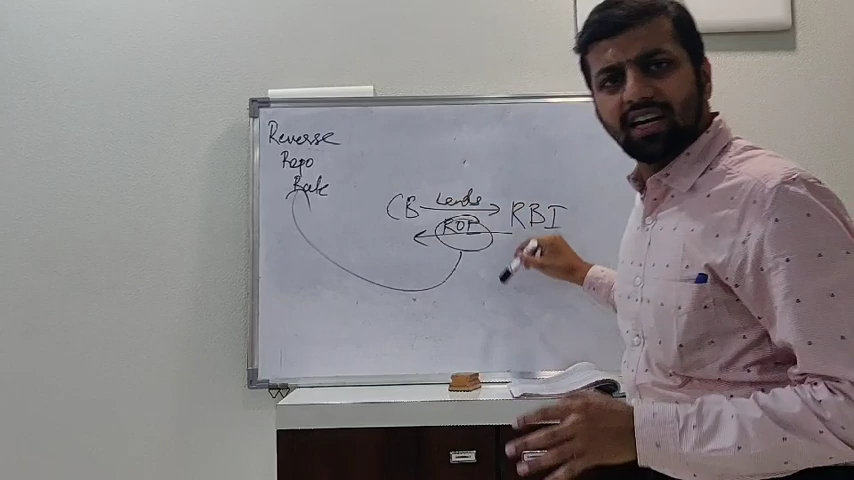 Reverse
Repo
Rate
CB Lends RBI
ROI